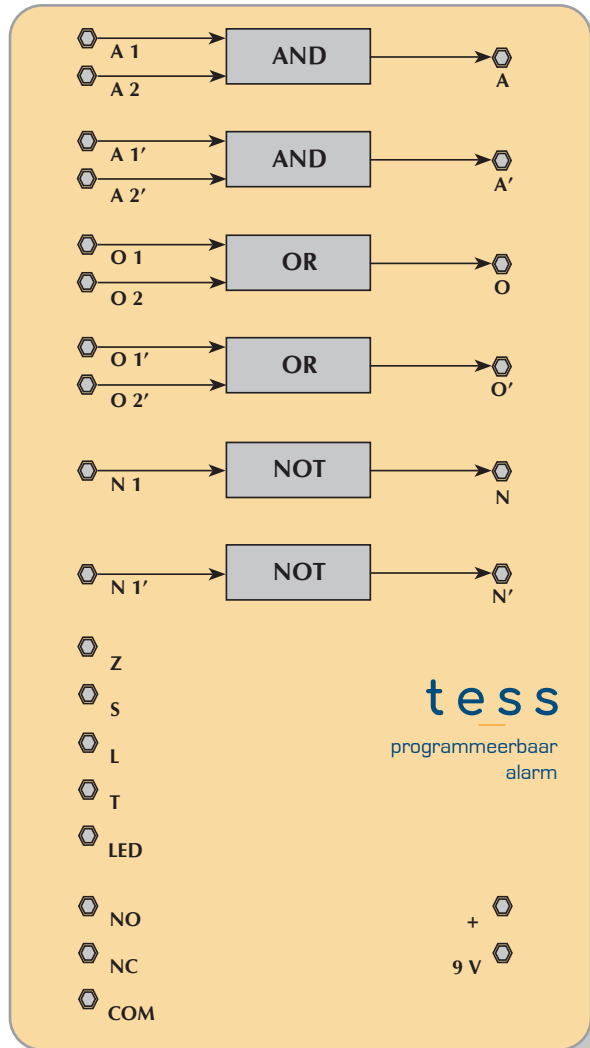 A 1
AND
A 2
A
A 1′
AND
A 2′
A′
O 1
OR
O 2
O
O 1′
OR
O 2′
O′
NOT
N 1
N
NOT
N 1′
N′
Z
S
L
T
LED
tess
programmeerbaar
alarm
NO
+
NC
9 V
COM